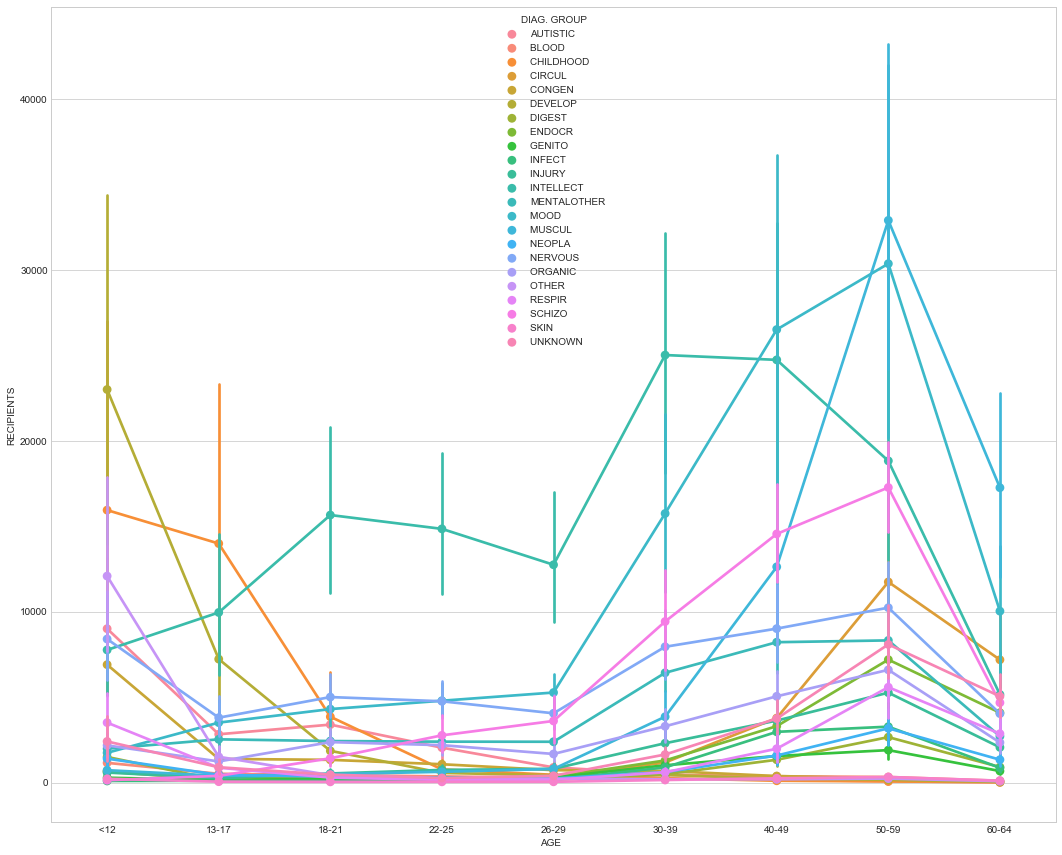 DIAG. GROUP
AUTISTIC
BLOOD
CHILDHOOD
CIRCUL
CONGEN
DEVELOP
DIGEST
ENDOCR
GENITO
INFECT
INJURY
INTELLECT
MENTALOTHER
MOOD
MUSCUL
NEOPLA
NERVOUS
ORGANIC
OTHER
RESPIR
SCHIZO
SKIN
UNKNOWN
RECIPIENTS
40000
30000
20000
10000
0
<12 13-17 18-21 22-25 26-29 30-39 40-49 50-59 60-64
AGE